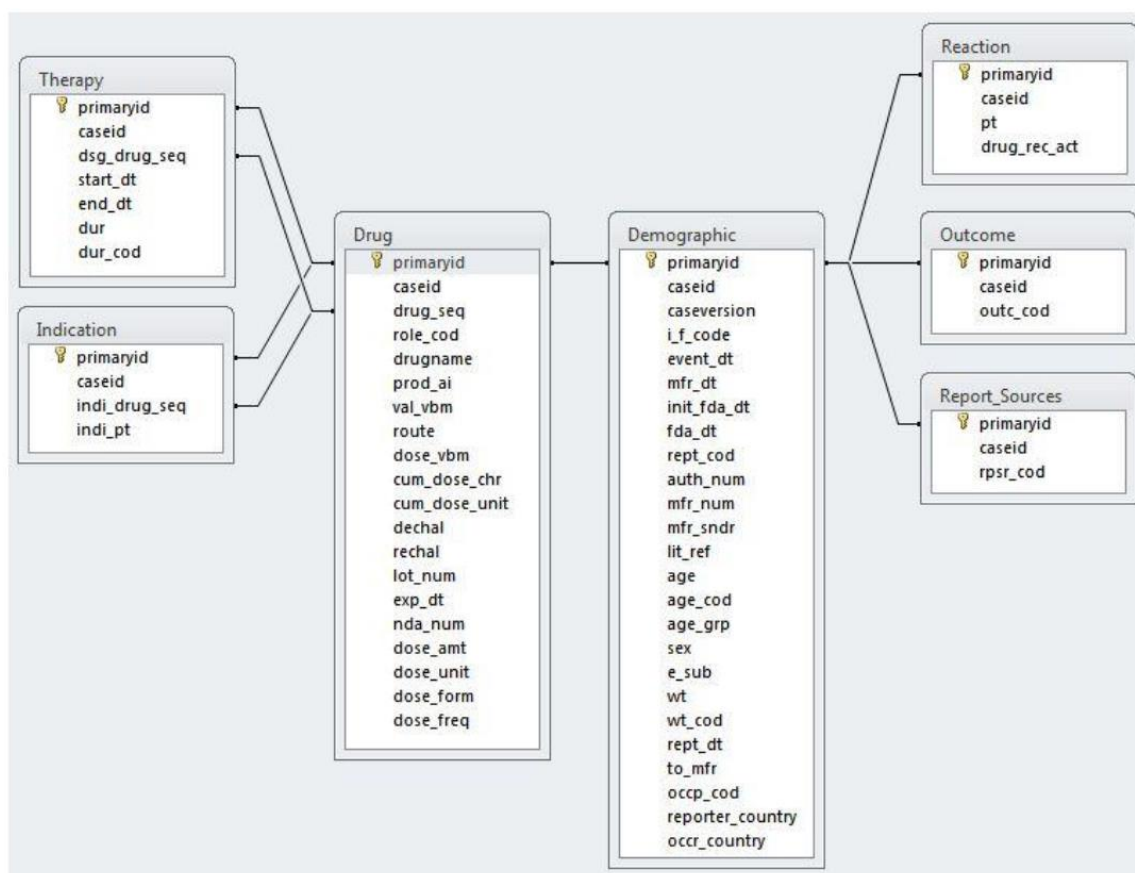 Therapy
primaryid
caseid
dsg_drug_seq
start_dt
end_dt
dur
dur_cod
Indication
primaryid
caseid
indi_drug_seq
indi_pt
Drug
primaryid
caseid
drug_seq
role_cod
drugname
prod_ai
val_vbm
route
dose_vbm
cum_dose_chr
cum_dose_unit
dechal
rechal
lot_num
exp_dt
nda_num
dose_amt
dose_unit
dose_form
dose_freq
Demographic
primaryid
caseid
caseversion
i_f_code
event_dt
mfr_dt
init_fda_dt
fda_dt
rept_cod
auth_num
mfr_num
mfr_sndr
lit_ref
age
age_cod
age_grp
sex
e_sub
wt
wt_cod
rept_dt
to_mfr
occp_cod
reporter_country
occr_country
Reaction
primaryid
caseid
pt
drug_rec_act
Outcome
primaryid
caseid
outc_cod
Report_Sources
primaryid
caseid
rpsr_cod